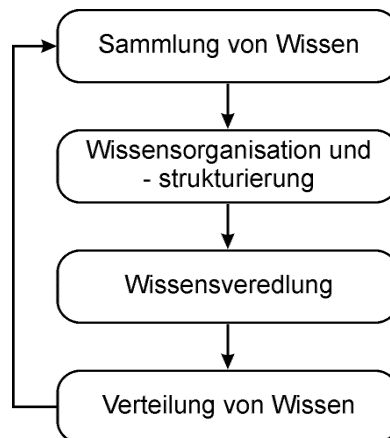 Sammlung von Wissen
Wissensorganisation und
- strukturierung
Wissensveredlung
Verteilung von Wissen